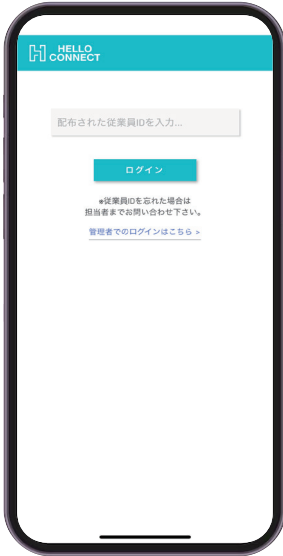 HELLO
CONNECT
配布された従業員IDを入力...
ログイン
※従業員IDを忘れた場合は
担当者までお問い合わせ下さい。
管理者でのログインはこちら >